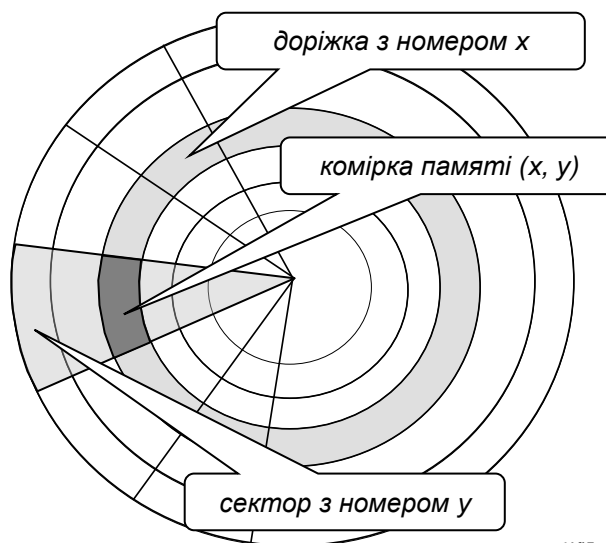 доріжка з номером x
комірка памяті (x, y)
сектор з номером y